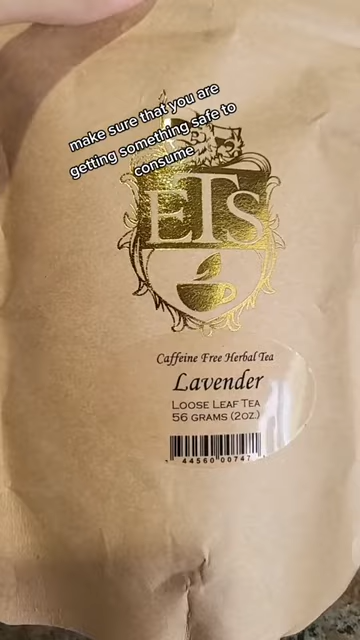 make sure that you are
getting something safe to
consume
ETS
Caffeine Free Herbal Tea
Lavender
LOOSE LEAF TEA
56 GRAMS (2OZ.)
44560 00747